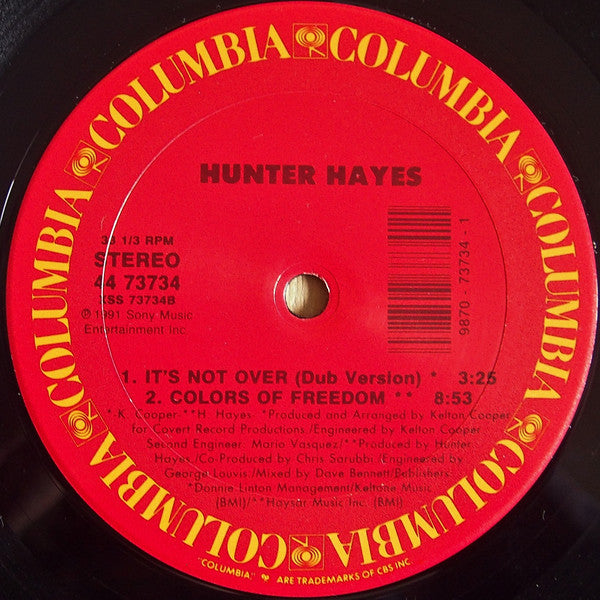 COLUMBIA COLUMBIA COLUMBIA COLUMBIA COLUMBIA COLUMBIA COLUMBIA COLUMBIA
HUNTER HAYES
33 1/3 RPM
STEREO
44 73734
XSS 73734B
℗ 1991 Sony Music
Entertainment Inc.
9870 - 73734 - 1
1. IT'S NOT OVER (Dub Version) * 3:25
2. COLORS OF FREEDOM ** 8:53
*K. Cooper **H. Hayes. *Produced and Arranged by Kelton Cooper
for Covert Record Productions/Engineered by Kelton Cooper
Second Engineer: Mario Vasquez/**Produced by Hunter
Hayes/Co-Produced by Chris Sarubbi (Engineered by
George Louvis/Mixed by Dave Bennett/Publishers:
*Donnie Linton Management/Keltone Music
(BMI)/**Haysar Music Inc. (BMI)
"COLUMBIA," ARE TRADEMARKS OF CBS INC.